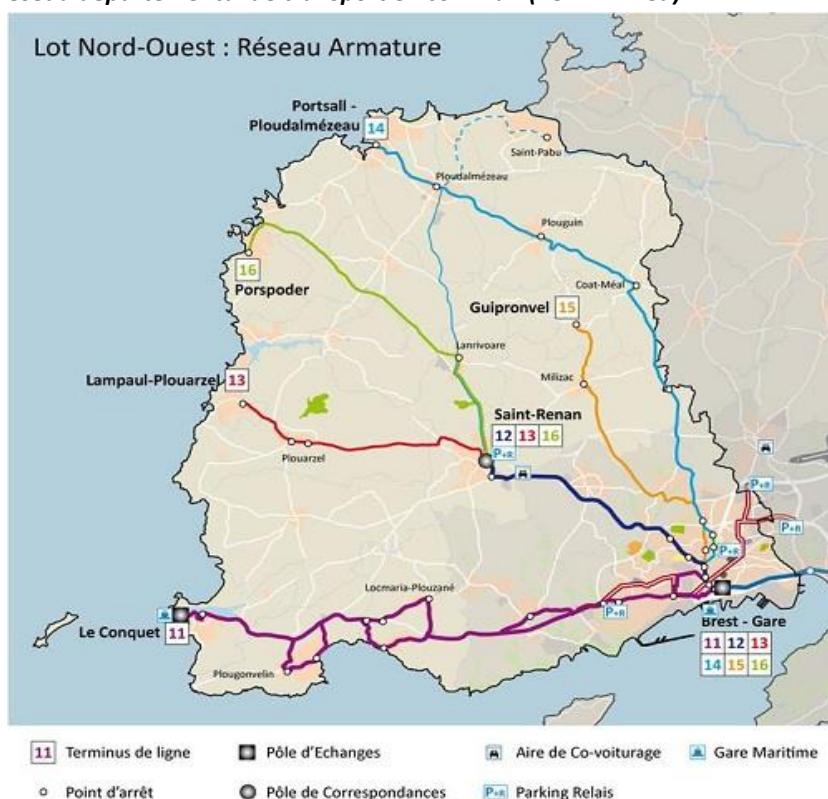 Lot Nord-Ouest : Réseau Armature
Portsall -
Ploudalmézeau
14
Saint-Pabu
Ploudalmézeau
Plouguin
16
Porspoder
Coat-Méal
Guipronvel 15
Lanrivoare
Milizac
Lampaul-Plouarzel 13
Saint-Renan
12 13 16
P+R
Plouarzel
P+R
P+R
P+R
Locmaria-Plouzané
P+R
Le Conquet 11
Brest - Gare
11 12 13
14 15 16
Plougonvelin
11 Terminus de ligne
Pôle d'Echanges
Aire de Co-voiturage
Gare Maritime
Point d'arrêt
Pôle de Correspondances
P+R Parking Relais